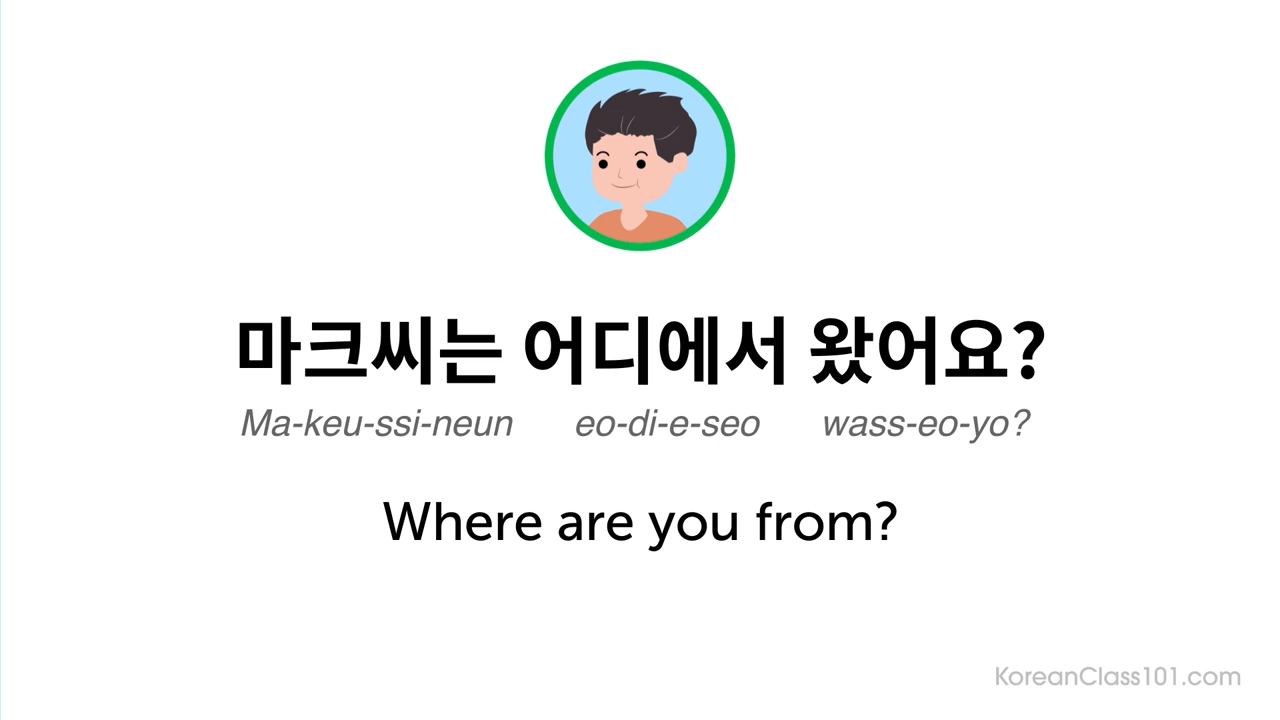 마크씨는 어디에서 왔어요?
Ma-keu-ssi-neun eo-di-e-seo wass-eo-yo?
Where are you from?
KoreanClass101.com